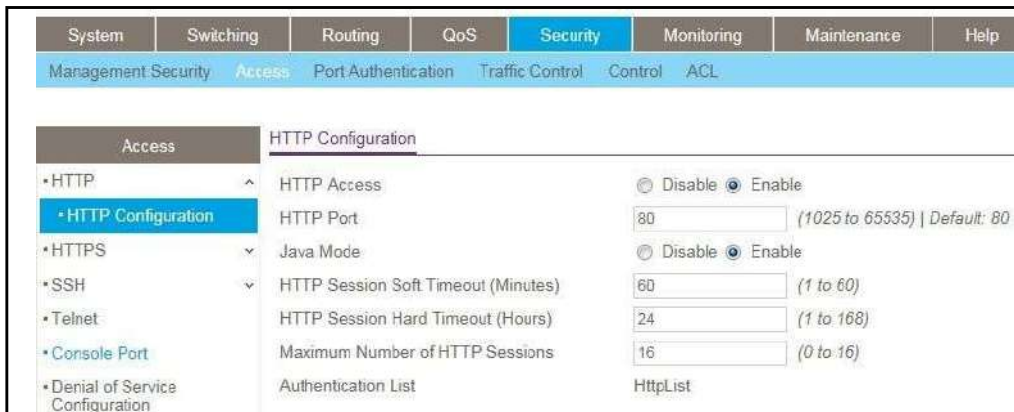 System Switching Routing QoS Security Monitoring Maintenance Help
Management Security Access Port Authentication Traffic Control Control ACL
Access
•HTTP
•HTTP Configuration
•HTTPS
•SSH
•Telnet
•Console Port
•Denial of Service
Configuration
HTTP Configuration
HTTP Access Disable Enable
HTTP Port 80 (1025 to 65535) | Default: 80
Java Mode Disable Enable
HTTP Session Soft Timeout (Minutes) 60 (1 to 60)
HTTP Session Hard Timeout (Hours) 24 (1 to 168)
Maximum Number of HTTP Sessions 16 (0 to 16)
Authentication List HttpList